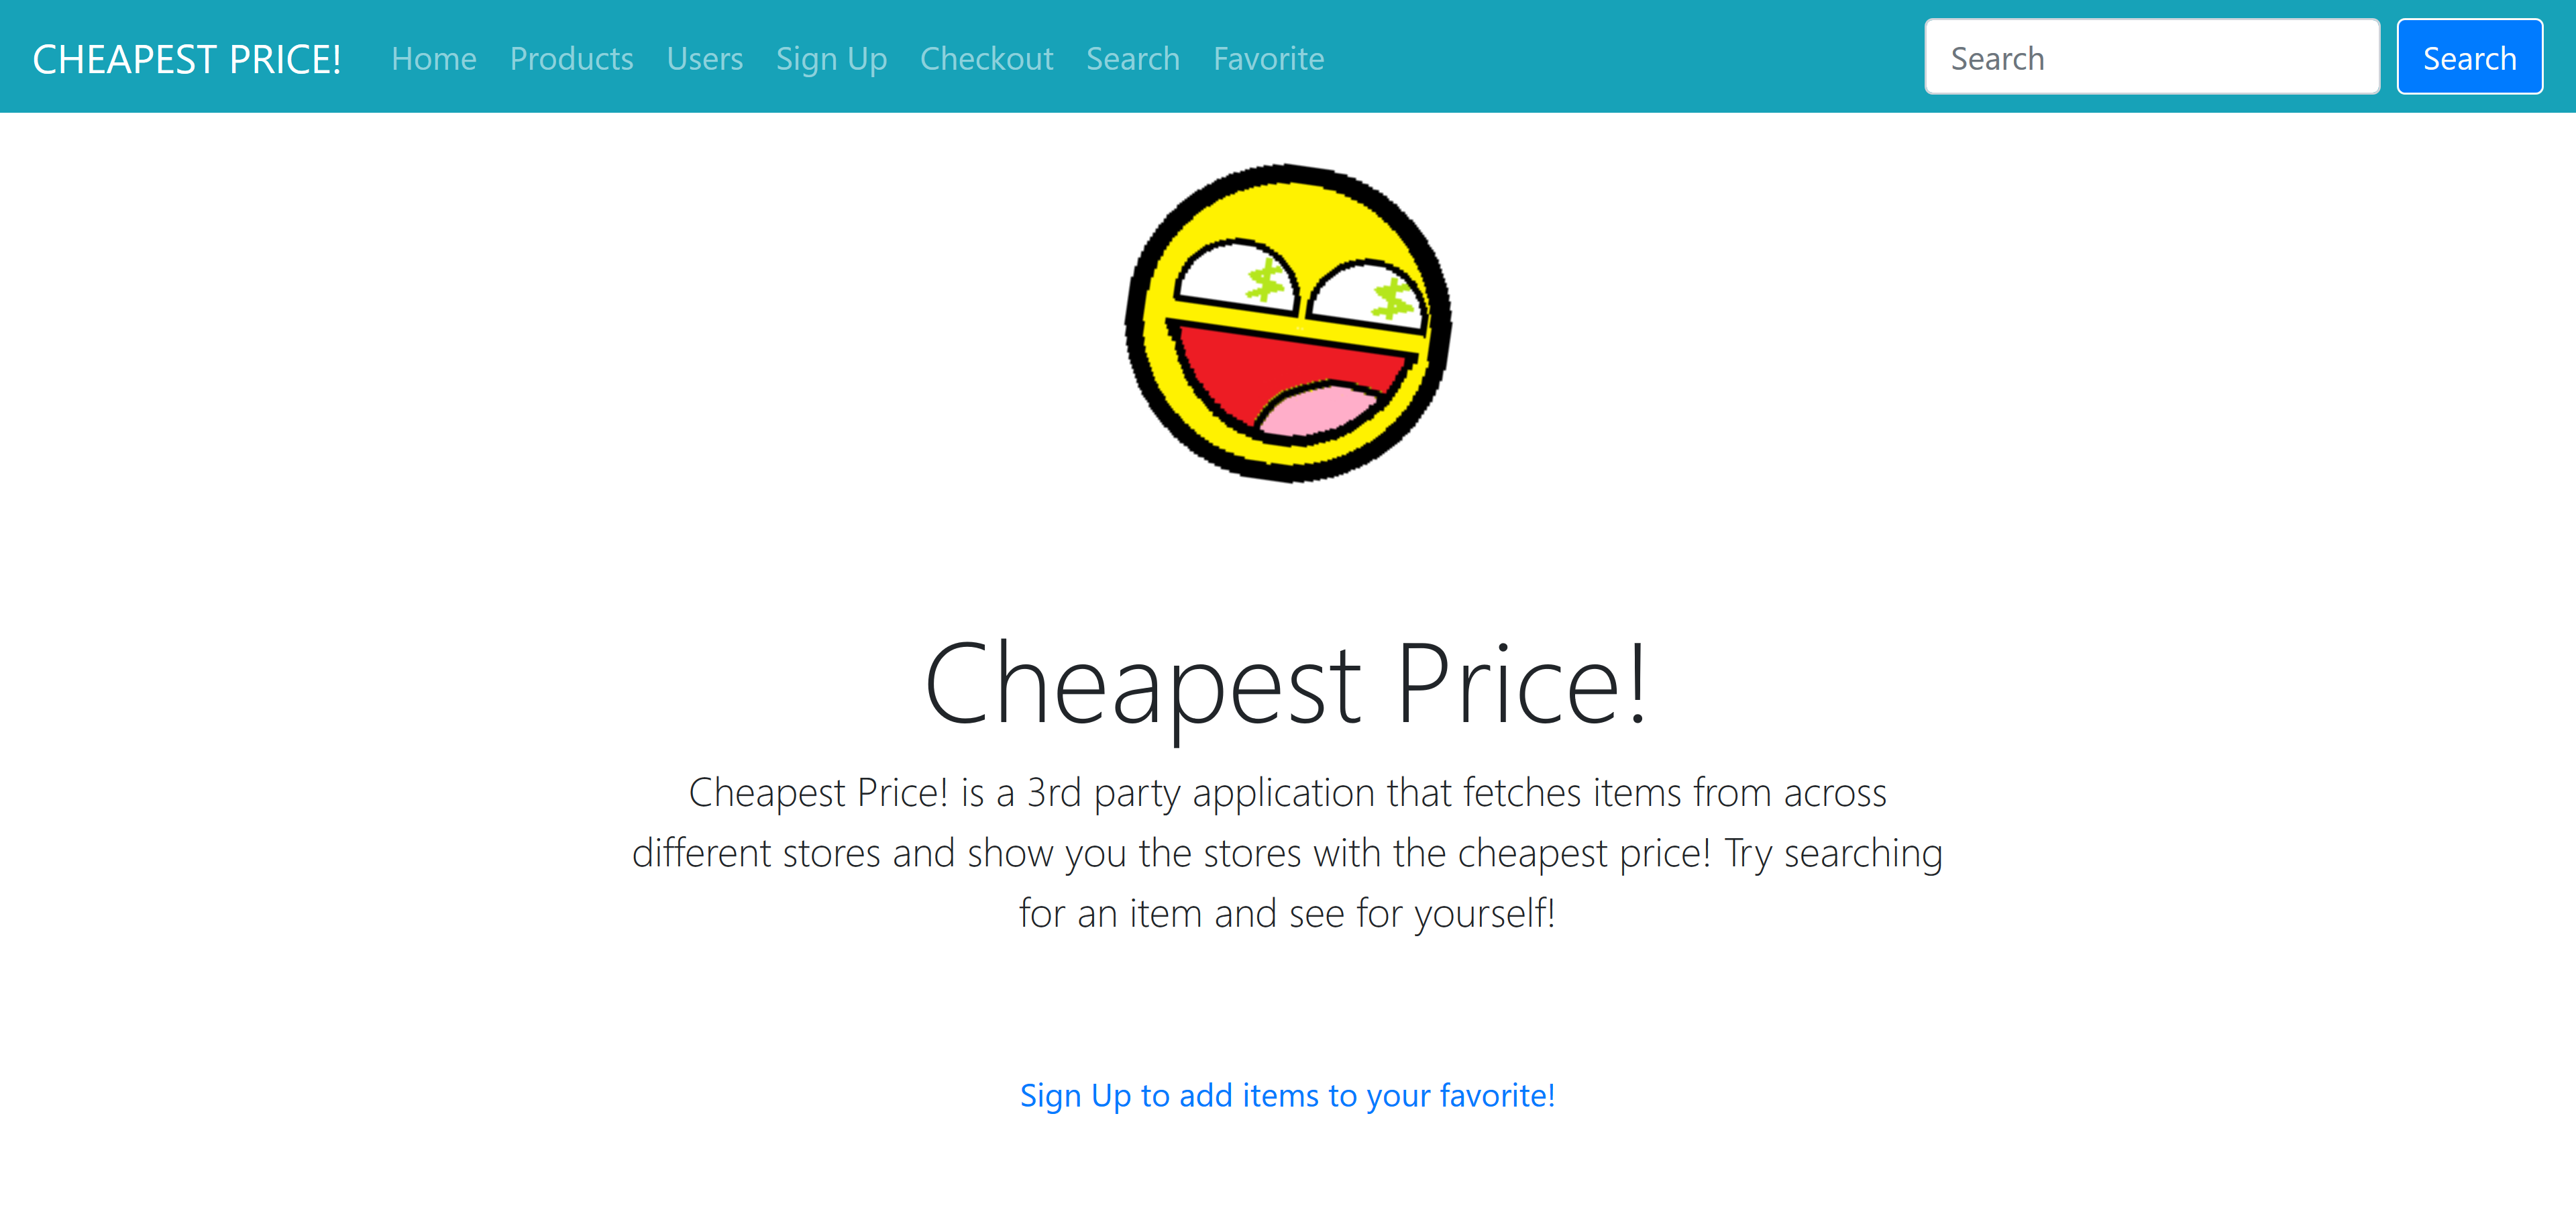 CHEAPEST PRICE! Home Products Users Sign Up Checkout Search Favorite Search Search
$ $
Cheapest Price!
Cheapest Price! is a 3rd party application that fetches items from across
different stores and show you the stores with the cheapest price! Try searching
for an item and see for yourself!
Sign Up to add items to your favorite!